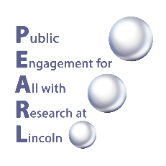 Public
Engagement for
All with
Research at
Lincoln